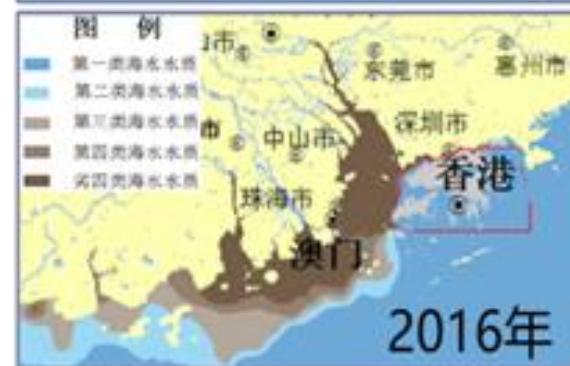 图 例
第一类海水水质
第二类海水水质
第三类海水水质
第四类海水水质
劣四类海水水质
山市
东莞市
惠州市
中山市
深圳市
市
珠海市
香港
澳门
2016年